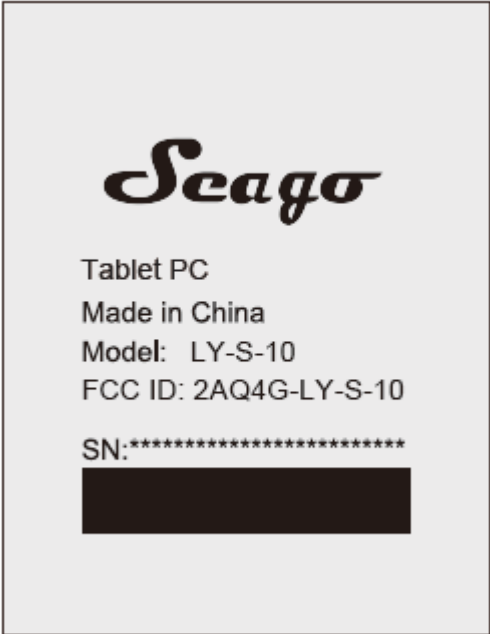 Seago
Tablet PC
Made in China
Model: LY-S-10
FCC ID: 2AQ4G-LY-S-10
SN:*************************